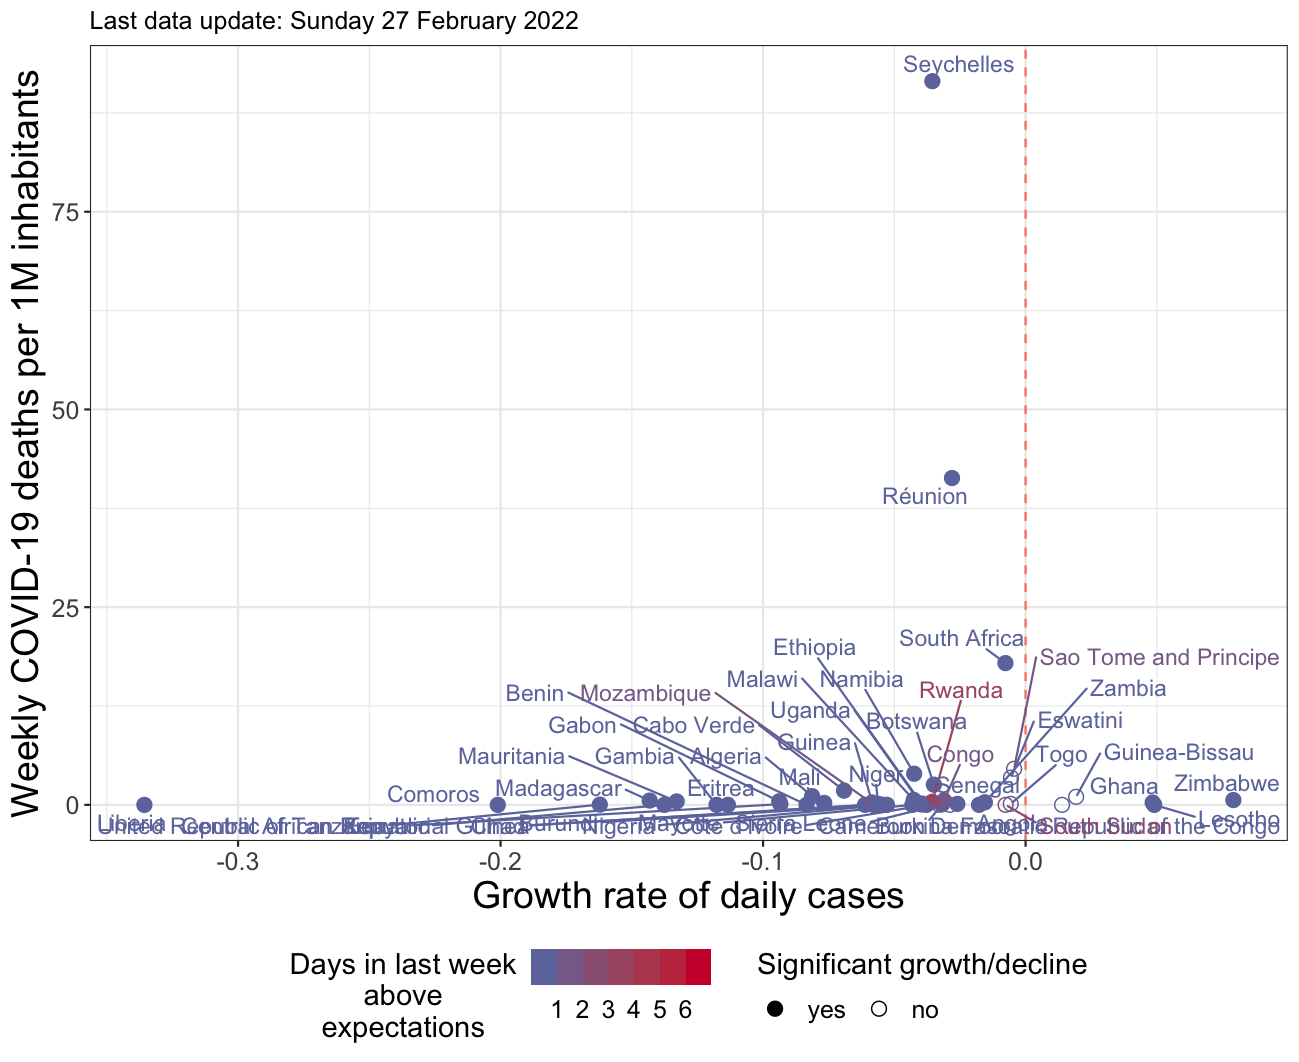 Last data update: Sunday 27 February 2022
Weekly COVID-19 deaths per 1M inhabitants
75
50
25
0
Seychelles
Réunion
South Africa
Ethiopia
Sao Tome and Principe
Malawi
Namibia
Rwanda
Zambia
Benin
Mozambique
Uganda
Botswana
Eswatini
Gabon
Cabo Verde
Guinea
Congo
Togo
Guinea-Bissau
Mauritania
Gambia
Algeria
Mali
Niger
Senegal
Ghana
Zimbabwe
Comoros
Madagascar
Eritrea
Lesotho
Liberia
Burundi
Nigeria
Angola
South Sudan
-0.3
-0.2
-0.1
0.0
Growth rate of daily cases
Days in last week
above
expectations
1 2 3 4 5 6
Significant growth/decline
yes
no